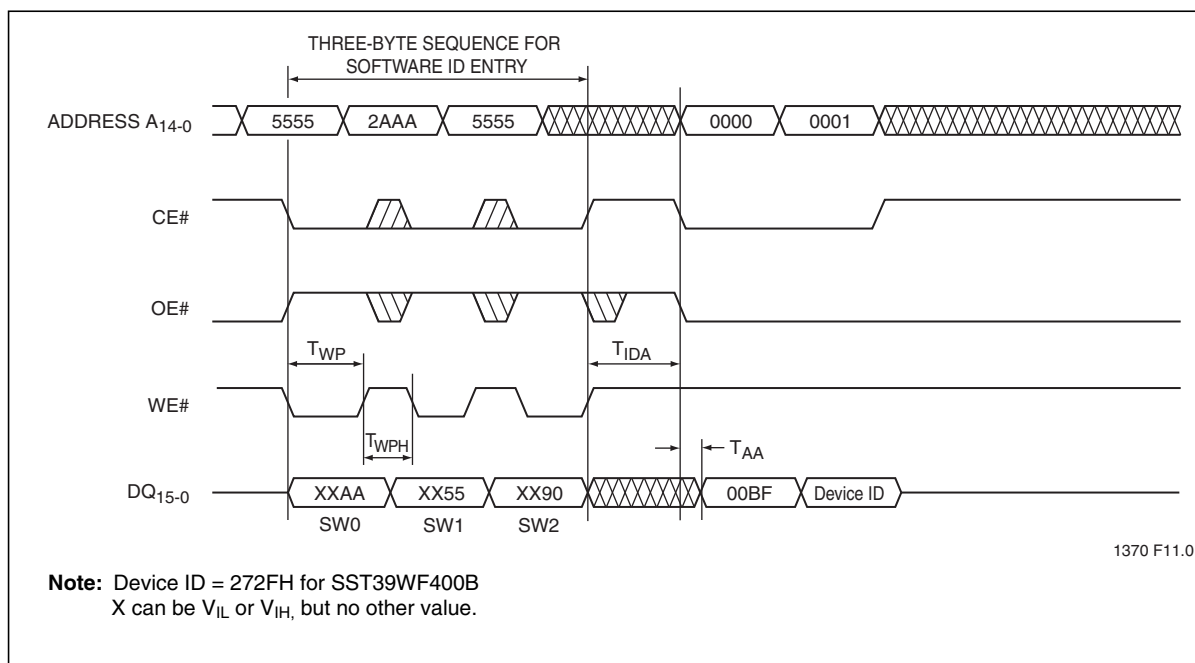 THREE-BYTE SEQUENCE FOR
SOFTWARE ID ENTRY
ADDRESS A14-0
5555 2AAA 5555 0000 0001
CE#
OE#
TWP TIDA
WE#
TWPH TAA
DQ15-0
XXAA XX55 XX90 00BF Device ID
SW0 SW1 SW2
1370 F11.0
Note: Device ID = 272FH for SST39WF400B
X can be VIL or VIH, but no other value.